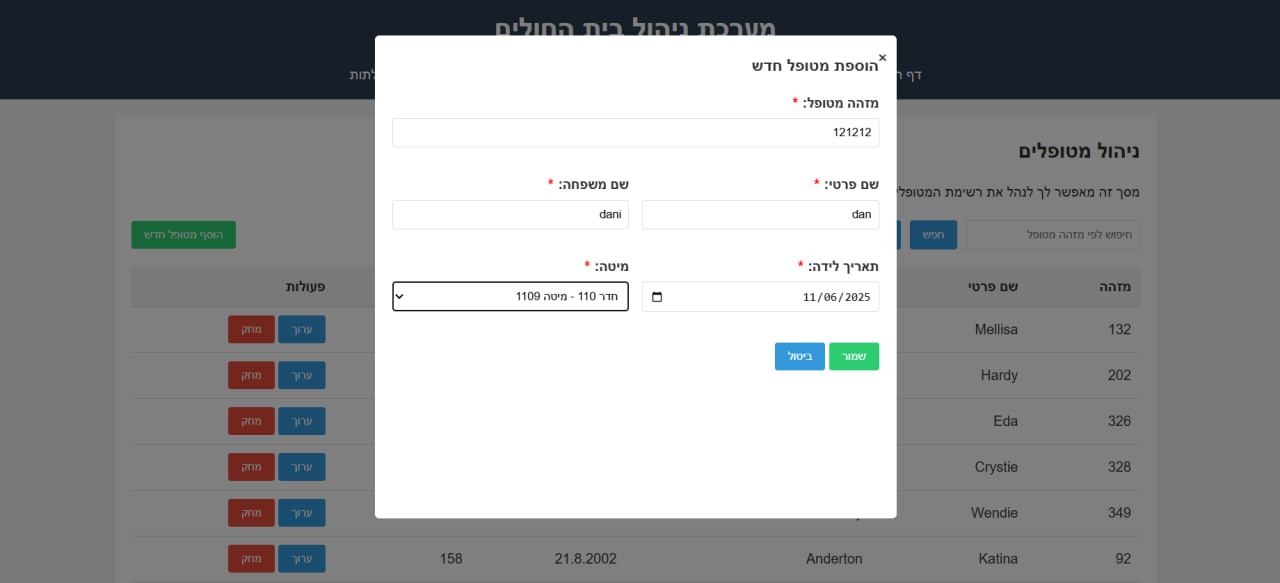 מערכת ניהול בית החולים
דף
לתות
×
הוספת מטופל חדש
מזהה מטופל: *
121212
שם פרטי: *
שם משפחה: *
dan
dani
תאריך לידה: *
מיטה: *
11/06/2025
חדר 110 - מיטה 1109
שמור
ביטול
ניהול מטופלים
מסך זה מאפשר לך לנהל את רשימת
חיפוש לפי מזהה מטופל
חפש
הוסף מטופל חדש
מזהה
שם פרטי
פעולות
132
Mellisa
ערוך
מחק
202
Hardy
ערוך
מחק
326
Eda
ערוך
מחק
328
Crystie
ערוך
מחק
349
Wendie
ערוך
מחק
92
Katina
Anderton
21.8.2002
158
ערוך
מחק